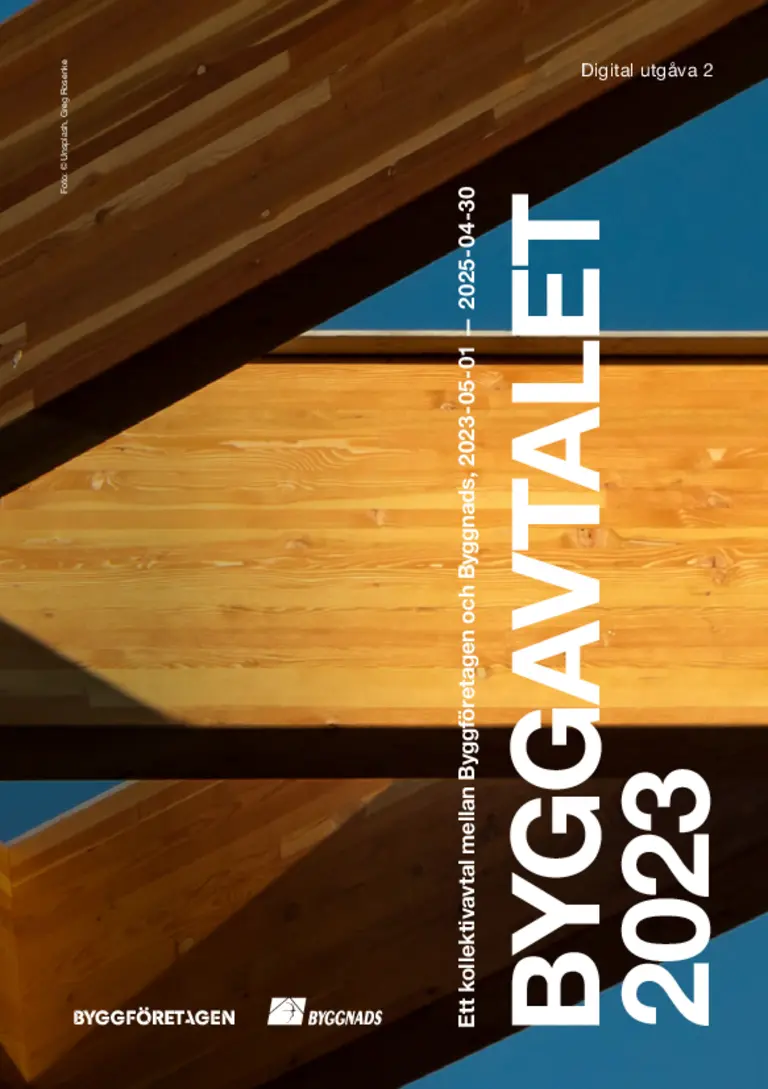 Digital utgåva 2
Foto: © Unsplash, Greg Rosenke
Ett kollektivavtal mellan Byggföretagen och Byggnads, 2023-05-01 — 2025-04-30
BYGGAVTALET
2023
BYGGFÖRETAGEN
BYGGNADS